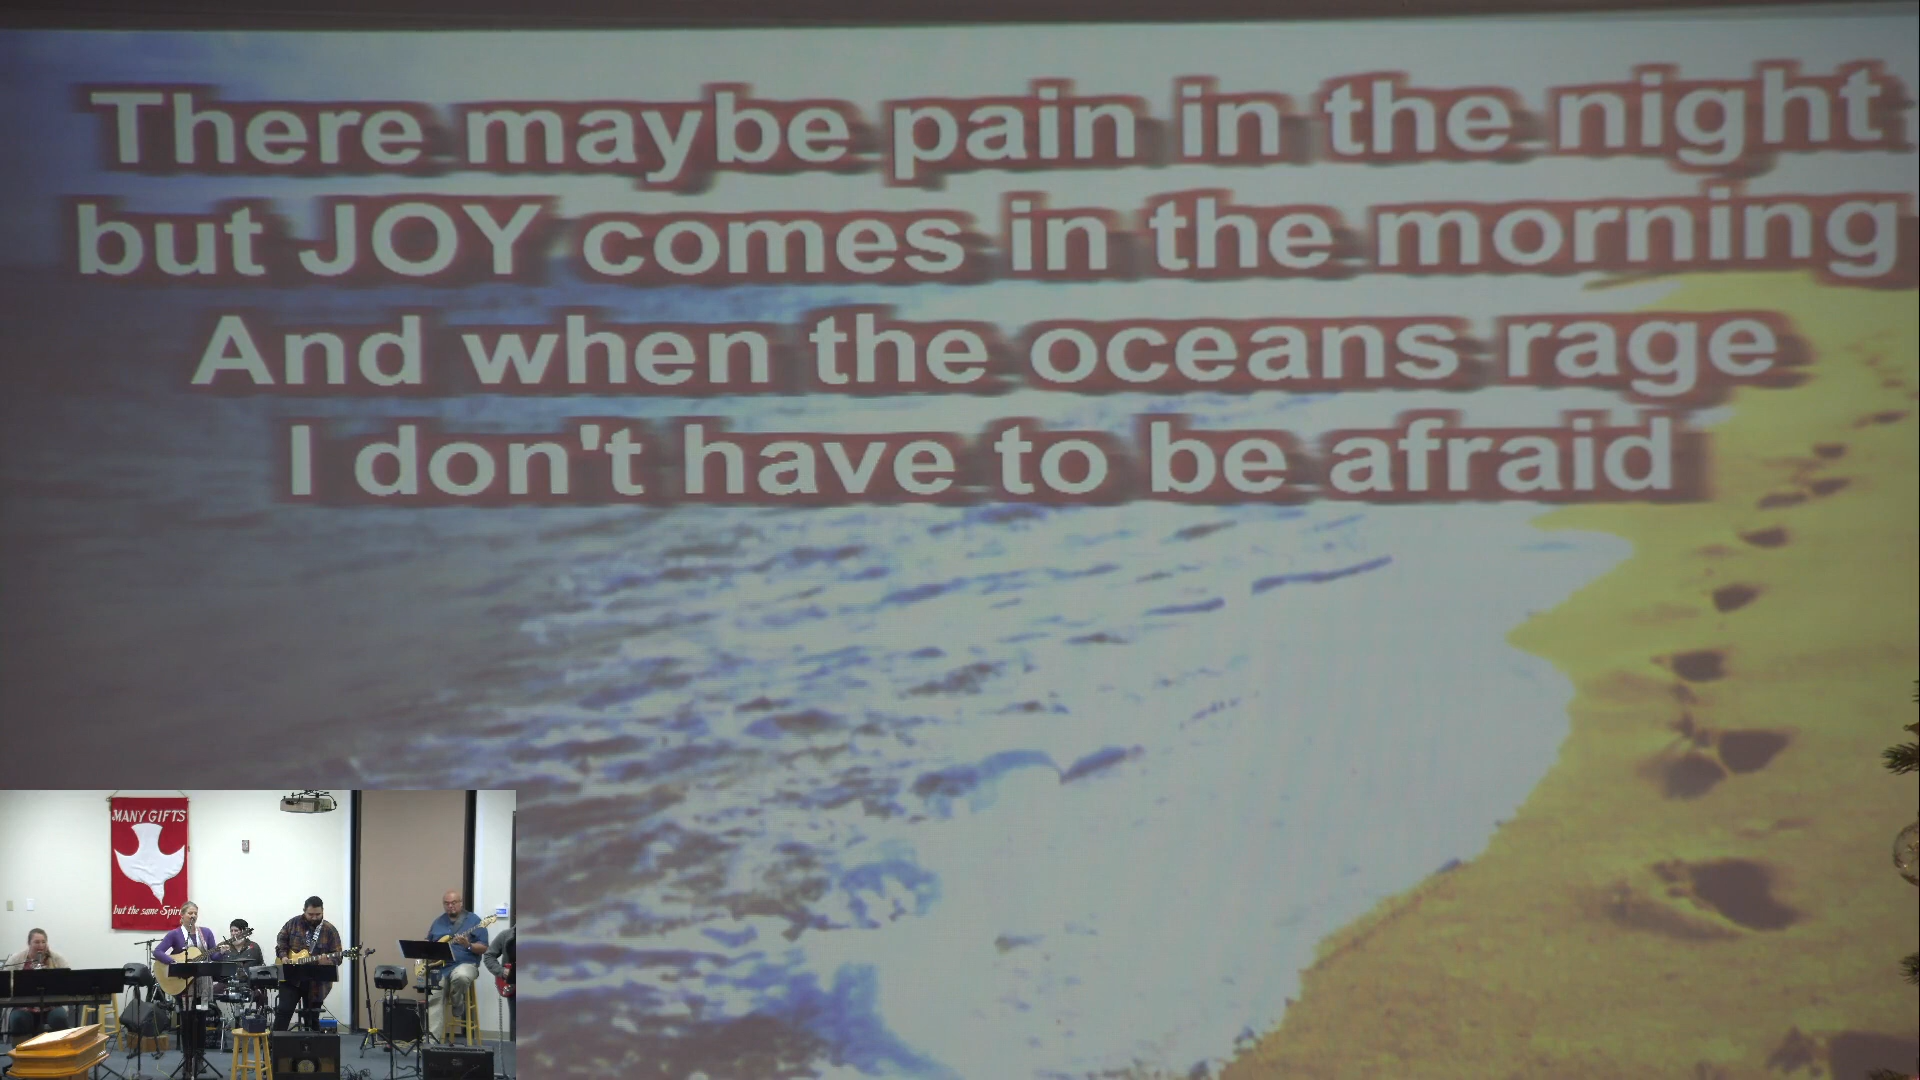 There maybe pain in the night
but JOY comes in the morning
And when the oceans rage
I don't have to be afraid
MANY GIFTS
but the same Spirit